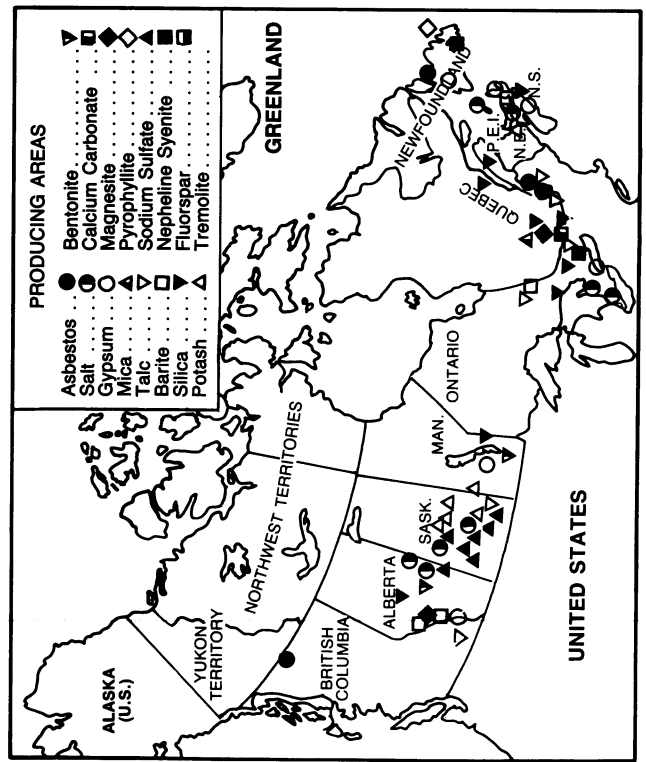 PRODUCING AREAS
Asbestos
Salt
Gypsum
Mica
Talc
Barite
Silica
Potash
Bentonite
Calcium Carbonate
Magnesite
Pyrophyllite
Sodium Sulfate
Nepheline Syenite
Fluorspar
Tremolite
GREENLAND
ALASKA
(U.S.)
YUKON
TERRITORY
NORTHWEST TERRITORIES
BRITISH
COLUMBIA
ALBERTA
SASK.
MAN.
ONTARIO
QUEBEC
NEWFOUNDLAND
P.E.I.
N.B.
N.S.
UNITED STATES